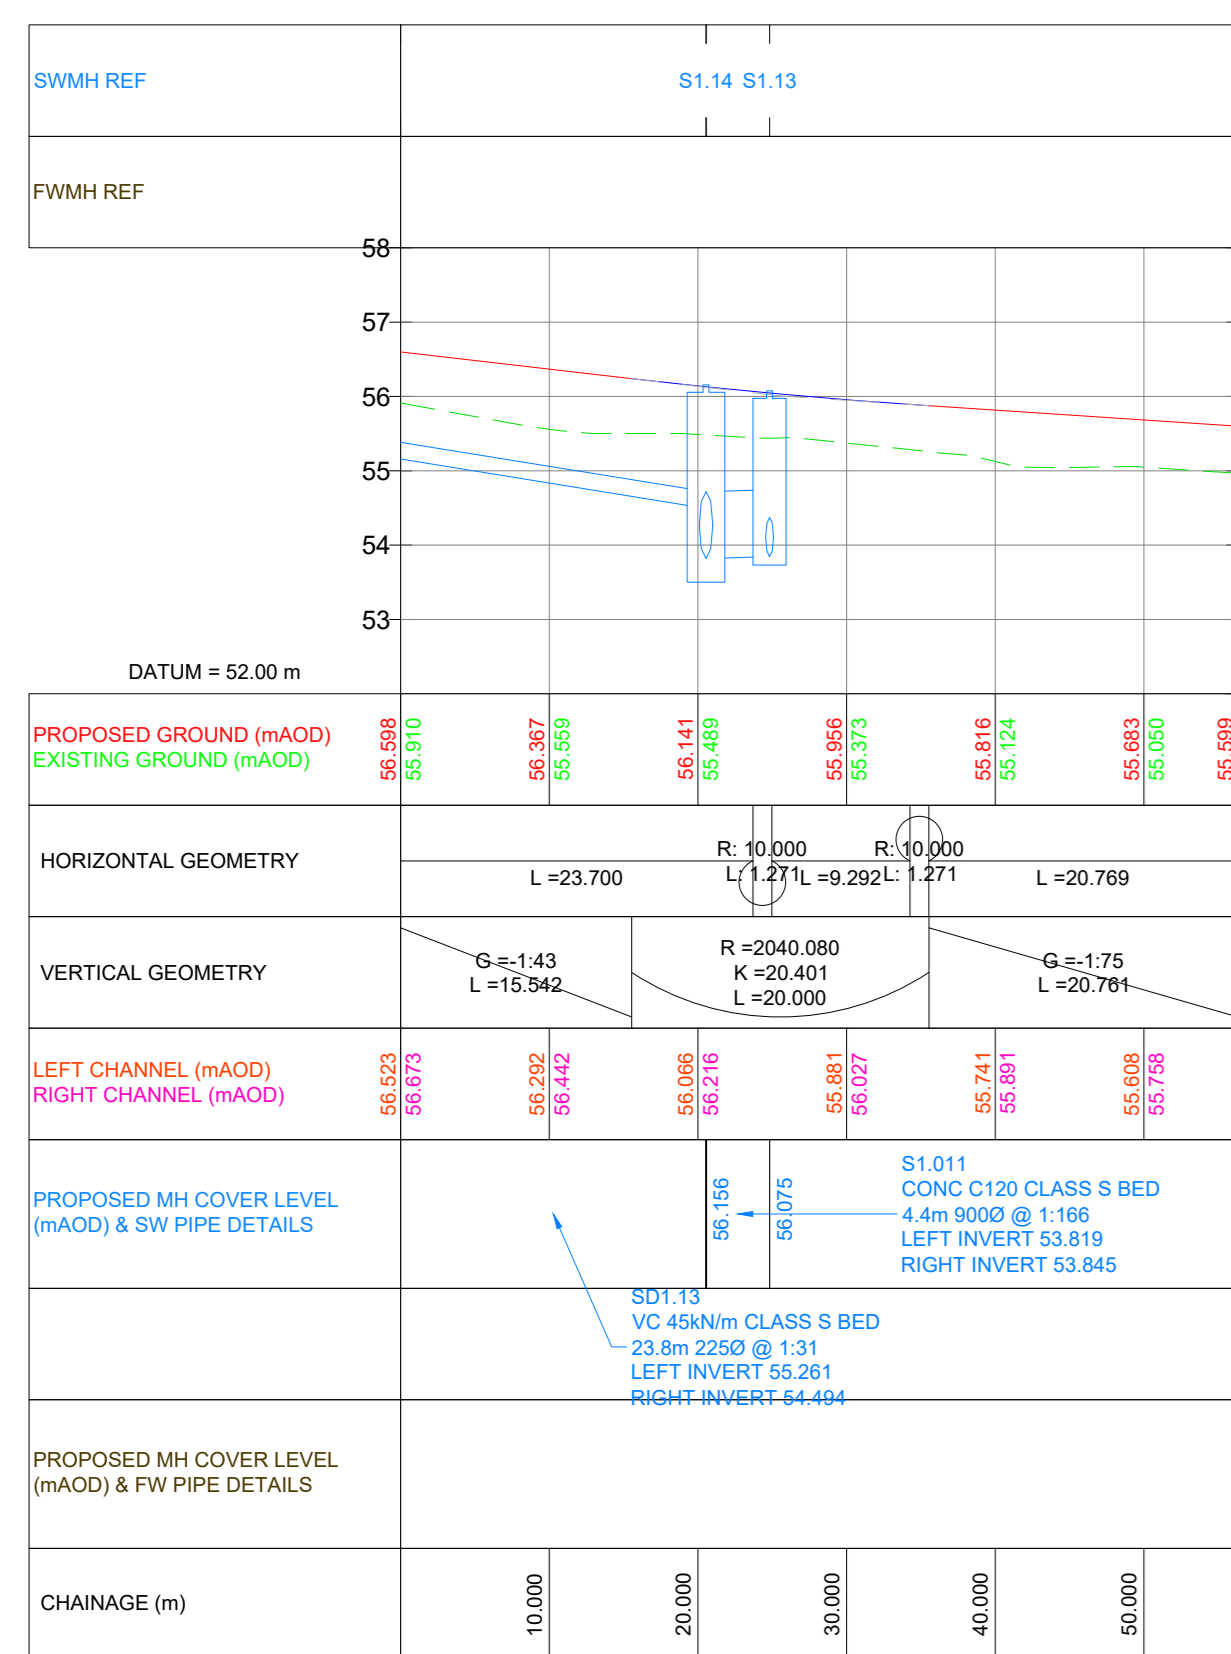 SWMH REF
S1.14 S1.13
FWMH REF
58
57
56
55
54
53
DATUM = 52.00 m
PROPOSED GROUND (mAOD)
EXISTING GROUND (mAOD)
56.598
55.910
56.367
55.559
56.141
55.489
55.956
55.373
55.816
55.124
55.683
55.050
55.599
HORIZONTAL GEOMETRY
L =23.700
R: 10.000
L: 1.271
L =9.292
R: 10.000
L: 1.271
L =20.769
VERTICAL GEOMETRY
G =-1:43
L =15.542
R =2040.080
K =20.401
L =20.000
G =-1:75
L =20.761
LEFT CHANNEL (mAOD)
RIGHT CHANNEL (mAOD)
56.523
56.673
56.292
56.442
56.066
56.216
55.881
56.027
55.741
55.891
55.608
55.758
PROPOSED MH COVER LEVEL
(mAOD) & SW PIPE DETAILS
56.156
56.075
S1.011
CONC C120 CLASS S BED
4.4m 900Ø @ 1:166
LEFT INVERT 53.819
RIGHT INVERT 53.845
SD1.13
VC 45kN/m CLASS S BED
23.8m 225Ø @ 1:31
LEFT INVERT 55.261
RIGHT INVERT 54.494
PROPOSED MH COVER LEVEL
(mAOD) & FW PIPE DETAILS
CHAINAGE (m)
10.000
20.000
30.000
40.000
50.000